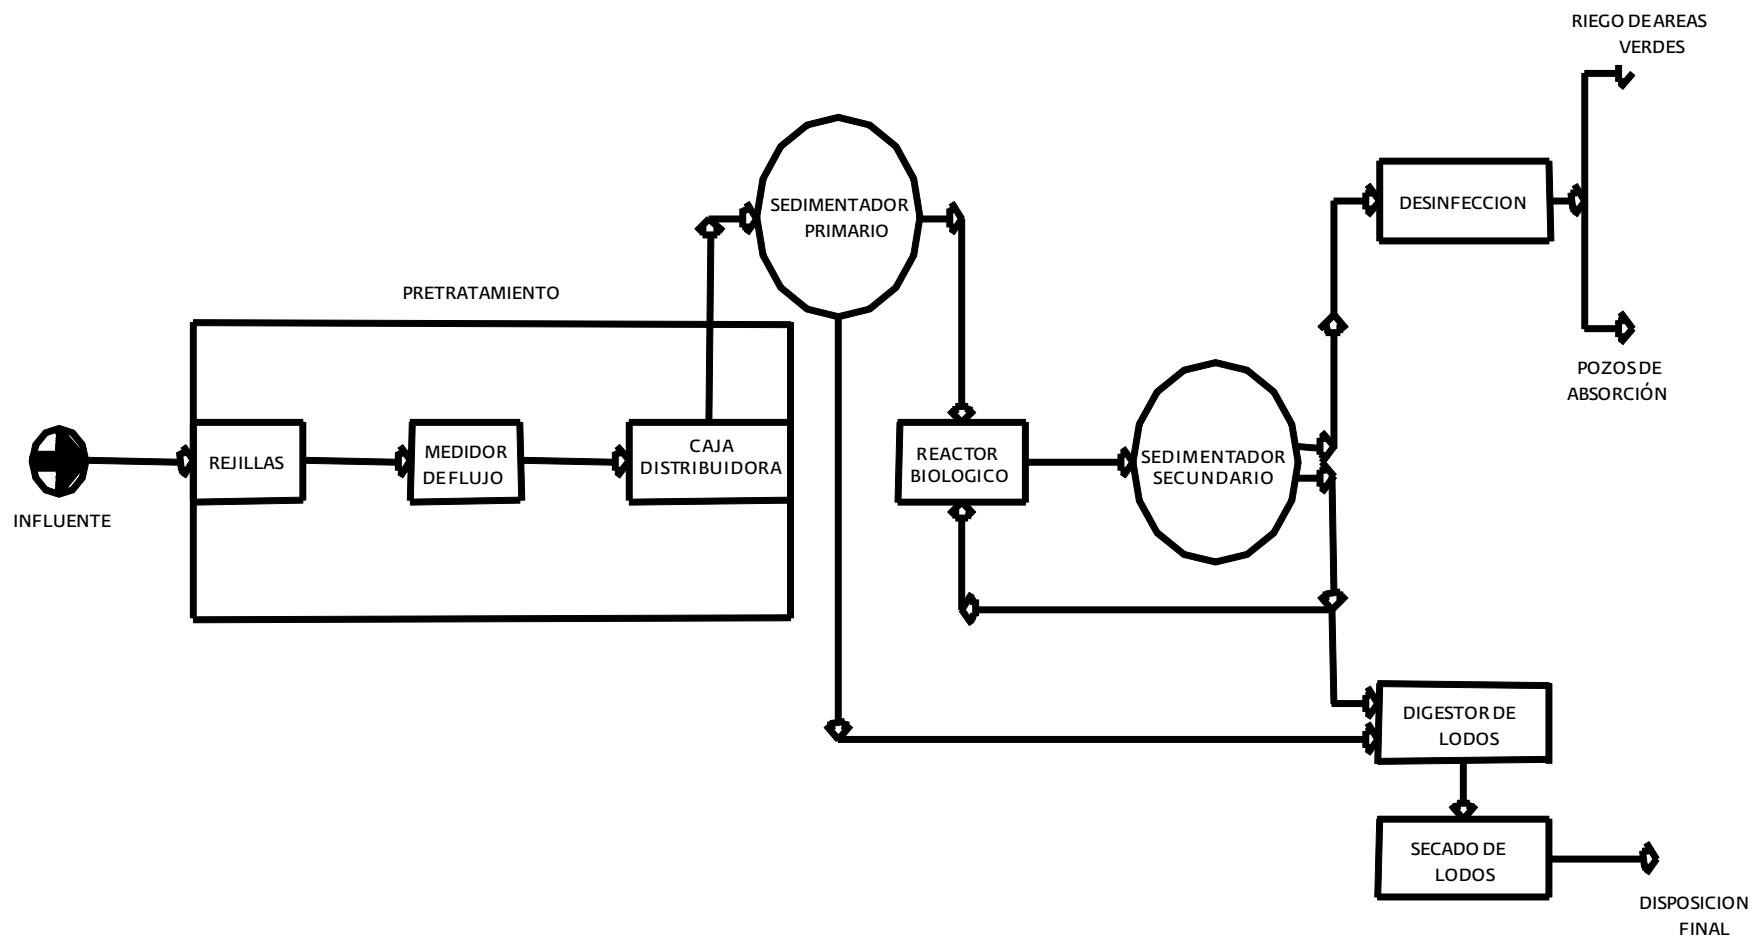 RIEGO DE AREAS
VERDES
SEDIMENTADOR
PRIMARIO
DESINFECCION
PRETRATAMIENTO
POZOS DE
ABSORCIÓN
REJILLAS
MEDIDOR
DE FLUJO
CAJA
DISTRIBUIDORA
REACTOR
BIOLOGICO
SEDIMENTADOR
SECUNDARIO
INFLUENTE
DIGESTOR DE
LODOS
SECADO DE
LODOS
DISPOSICION
FINAL